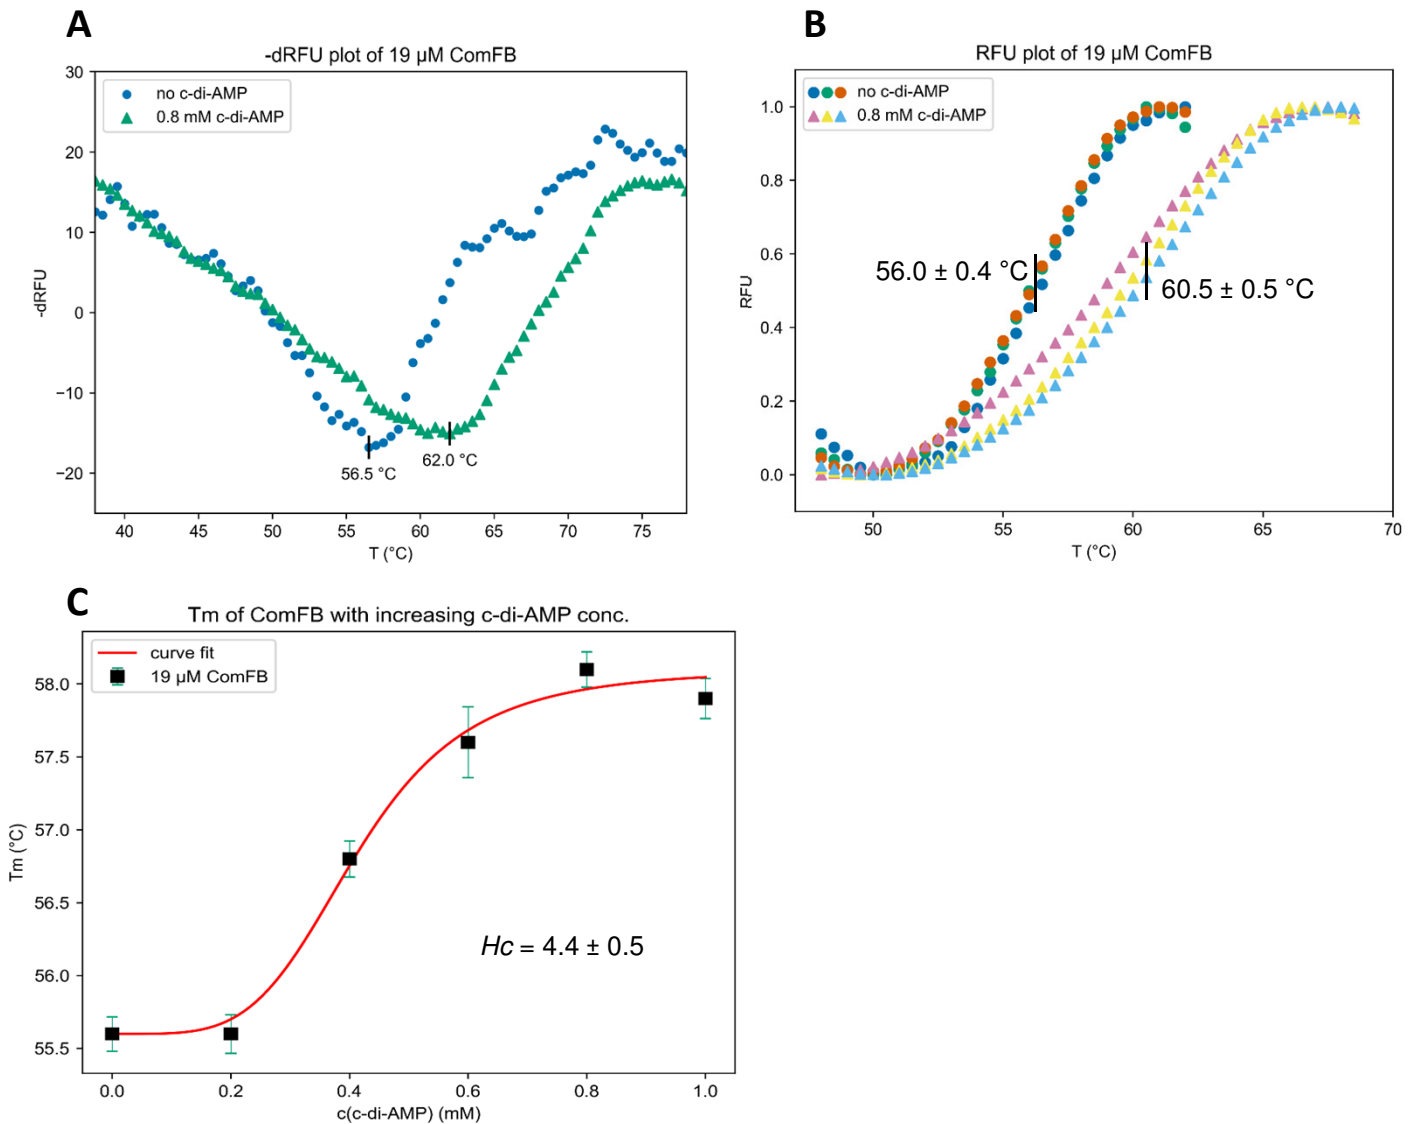 A
-dRFU plot of 19 µM ComFB
no c-di-AMP
0.8 mM c-di-AMP
30
20
10
0
−10
−20
-dRFU
56.5 °C
62.0 °C
40 45 50 55 60 65 70 75
T (°C)
B
RFU plot of 19 µM ComFB
no c-di-AMP
0.8 mM c-di-AMP
1.0
0.8
0.6
0.4
0.2
0.0
RFU
56.0 ± 0.4 °C
60.5 ± 0.5 °C
50 55 60 65 70
T (°C)
C
Tm of ComFB with increasing c-di-AMP conc.
curve fit
19 µM ComFB
58.0
57.5
57.0
56.5
56.0
55.5
Tm (°C)
Hc = 4.4 ± 0.5
0.0 0.2 0.4 0.6 0.8 1.0
c(c-di-AMP) (mM)